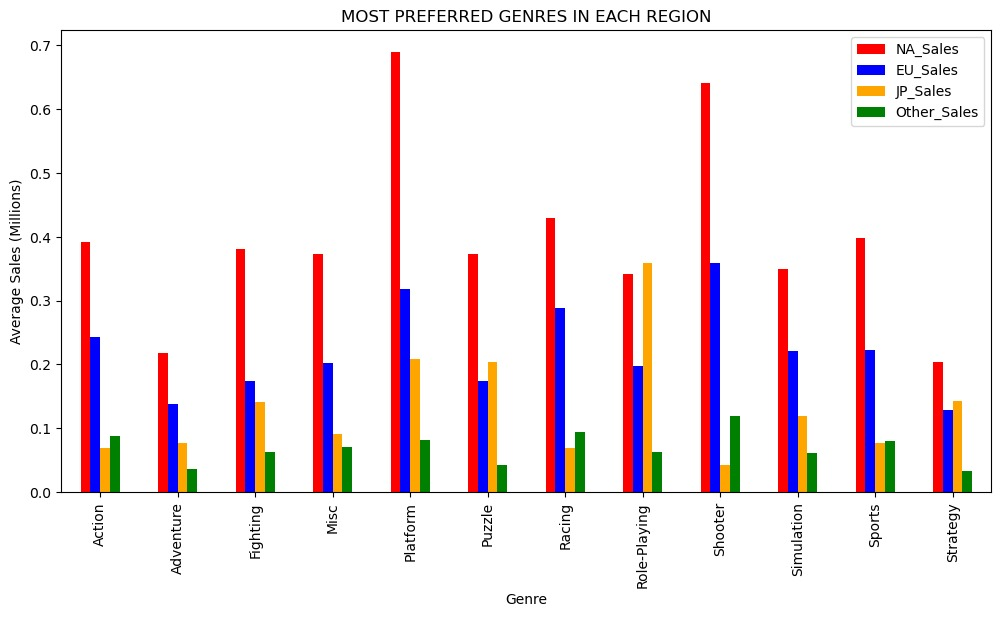 MOST PREFERRED GENRES IN EACH REGION
NA_Sales
EU_Sales
JP_Sales
Other_Sales
Average Sales (Millions)
0.7
0.6
0.5
0.4
0.3
0.2
0.1
0.0
Action
Adventure
Fighting
Misc
Platform
Puzzle
Racing
Role-Playing
Shooter
Simulation
Sports
Strategy
Genre